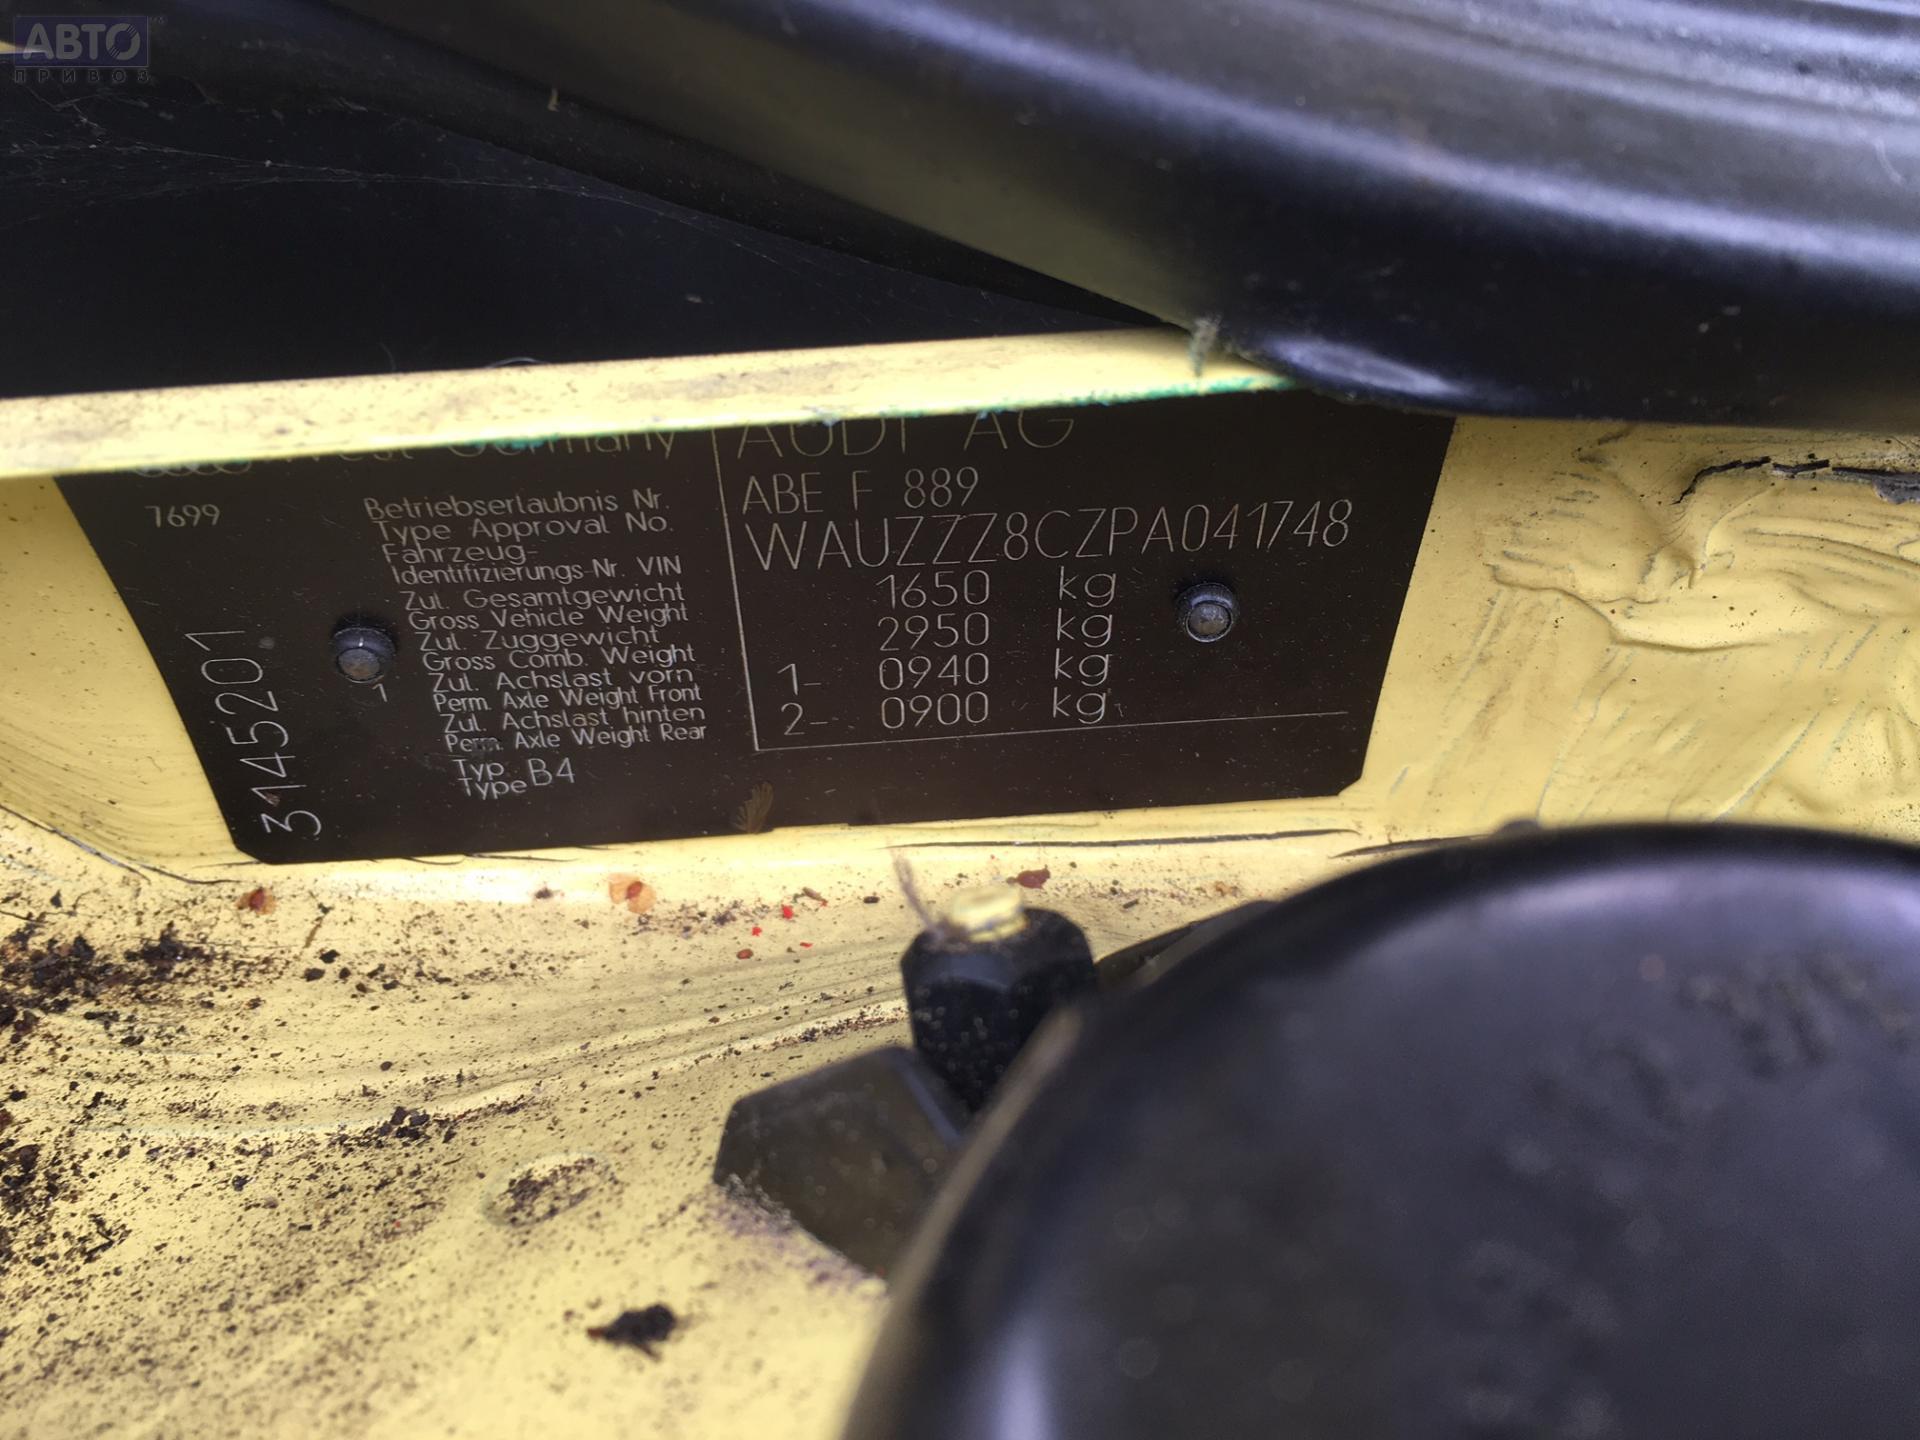 АВТО
ПРИВОЗ
West Germany
AUDI AG
7699
Betriebserlaubnis Nr.
Type Approval No.
ABE F 889
Fahrzeug-
Identifizierungs-Nr. VIN
WAUZZZ8CZPA041748
Zul. Gesamtgewicht
Gross Vehicle Weight
1650 kg
Zul. Zuggewicht
Gross Comb. Weight
2950 kg
1
Zul. Achslast vorn
Perm. Axle Weight Front
1- 0940 kg
Zul. Achslast hinten
Perm. Axle Weight Rear
2- 0900 kg
Typ
Type B4
3145201